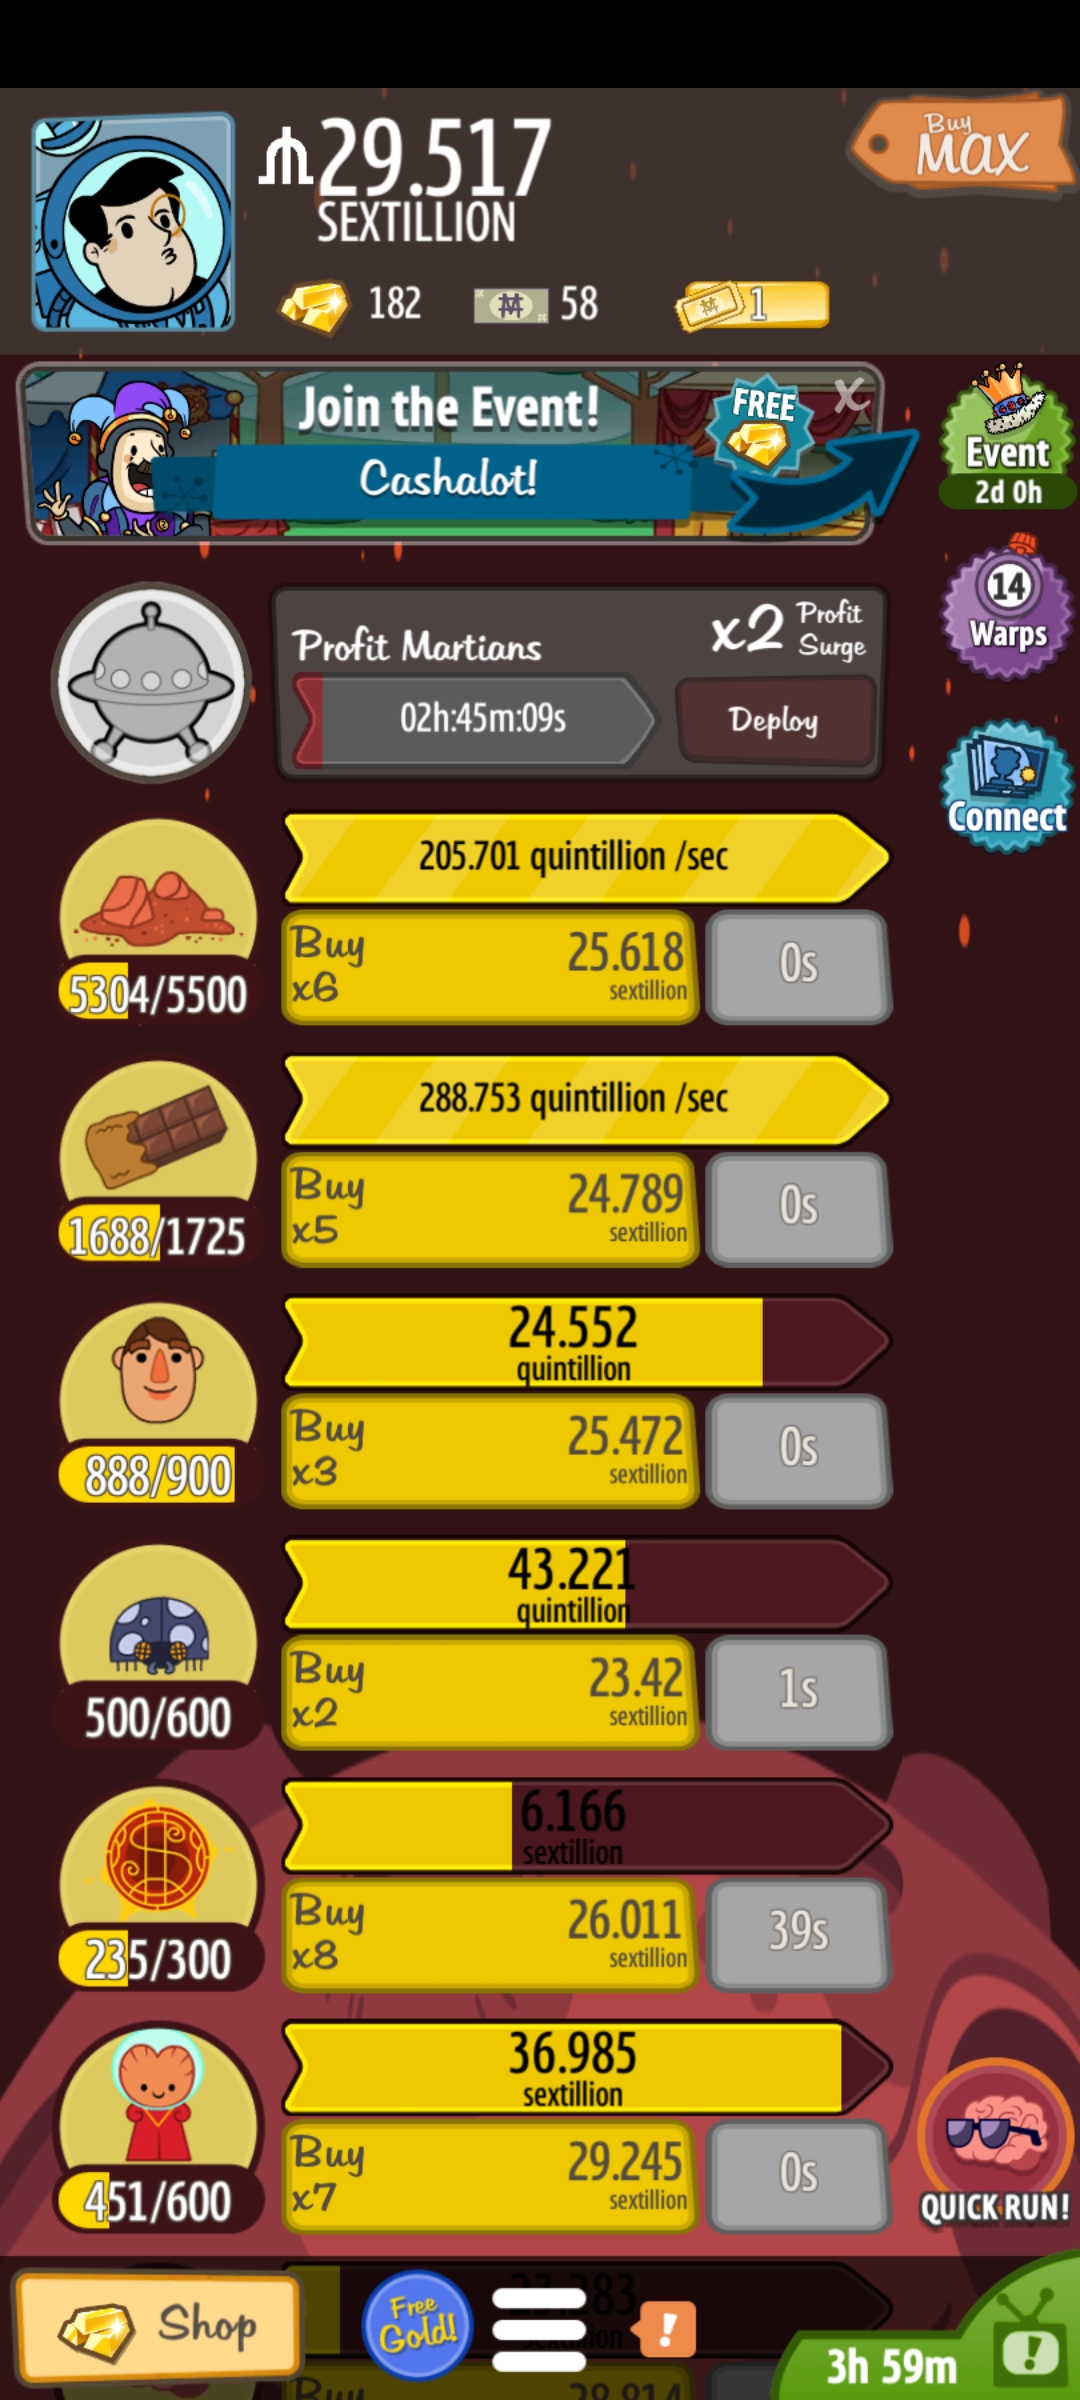 29.517
SEXTILLION
Buy
MAX
182
58
1
Join the Event!
Cashalot!
FREE
X
Event
2d 0h
14
Warps
Connect
Profit Martians
x2 Profit
Surge
02h:45m:09s
Deploy
205.701 quintillion /sec
5304/5500
Buy
x6
25.618
sextillion
0s
288.753 quintillion /sec
1688/1725
Buy
x5
24.789
sextillion
0s
24.552
quintillion
888/900
Buy
x3
25.472
sextillion
0s
43.221
quintillion
500/600
Buy
x2
23.42
sextillion
1s
6.166
sextillion
235/300
Buy
x8
26.011
sextillion
39s
36.985
sextillion
451/600
Buy
x7
29.245
sextillion
0s
QUICK RUN!
Shop
Free
Gold!
!
3h 59m
!
Buy
28.814